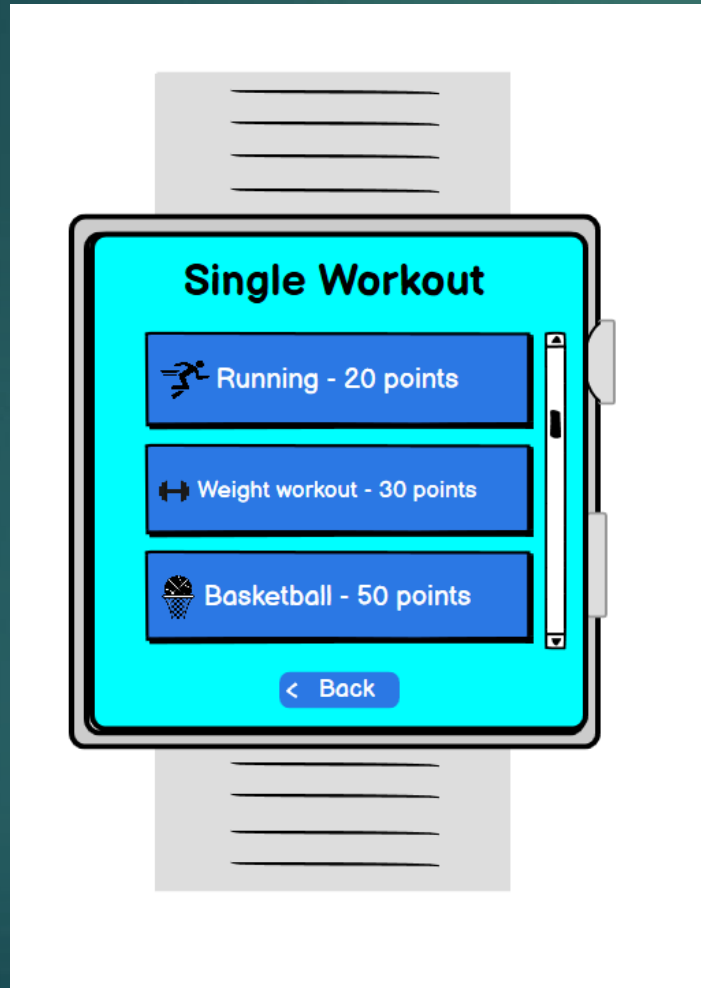 Single Workout
Running - 20 points
Weight workout - 30 points
Basketball - 50 points
< Back